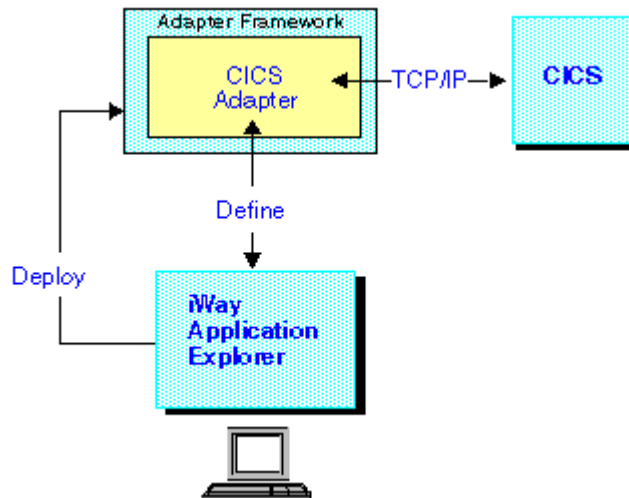 Adapter Framework
CICS
Adapter
TCP/IP
CICS
Define
Deploy
iWay
Application
Explorer